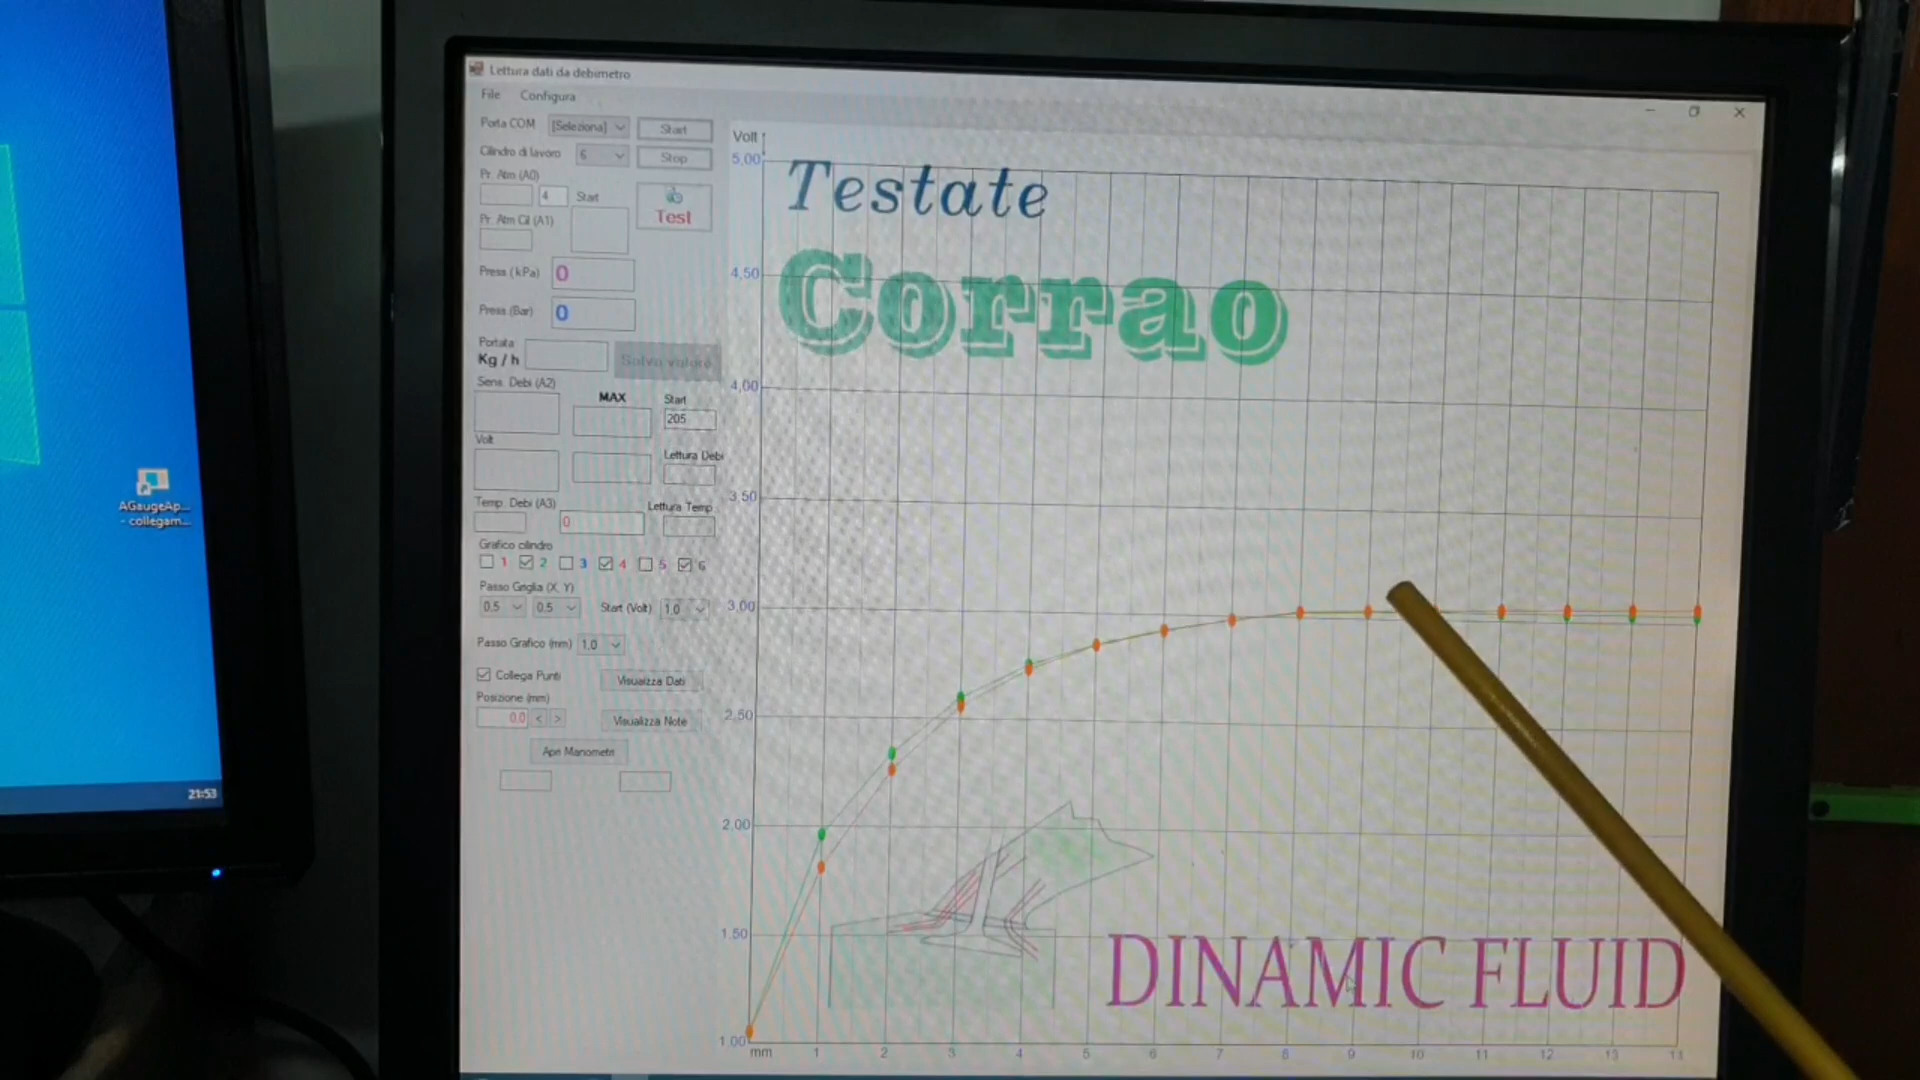 AGaugeAp...
- collegam...
21:53
Lettura dati da debimetro
File Configura
Porta COM [Seleziona] Start
Cilindro di lavoro 6 Stop
Pr. Atm (A0)
4 Start
Test
Pr. Atm Cil (A1)
Press (kPa) 0
Press (Bar) 0
Portata
Kg / h Salva valore
Sens. Debi (A2)
MAX Start
205
Volt
Lettura Debi
Temp. Debi (A3) Lettura Temp.
0
Grafico cilindro
1 2 3 4 5 6
Passo Griglia (X, Y)
0.5 0.5 Start (Volt) 1,0
Passo Grafico (mm) 1,0
Collega Punti Visualizza Dati
Posizione (mm)
0,0 < > Visualizza Note
Apri Manometri
Volt
5,00
4,50
4,00
3,50
3,00
2,50
2,00
1,50
1,00
Testate
Corrao
DINAMIC FLUID
mm 1 2 3 4 5 6 7 8 9 10 11 12 13